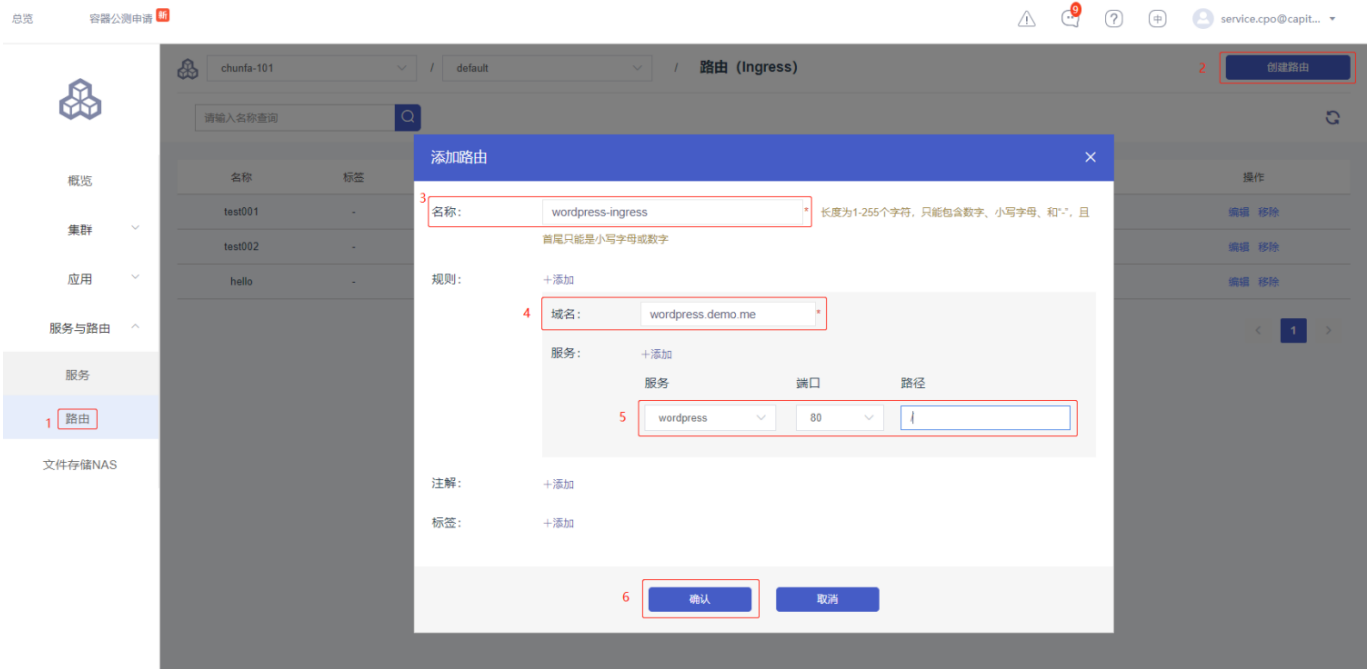 总览 容器公测申请 新 9 中 service.cpo@capit...
chunfa-101 / default / 路由 (Ingress) 2 创建路由
请输入名称查询
添加路由
概览
名称 标签 操作
3 名称: wordpress-ingress * 长度为1-255个字符，只能包含数字、小写字母、和"-"，且
首尾只能是小写字母或数字
test001 - 编辑 移除
集群
test002 - 编辑 移除
应用
规则: +添加
hello - 编辑 移除
4 域名: wordpress.demo.me *
服务与路由
< 1 >
服务: +添加
服务
服务 端口 路径
1 路由
5 wordpress 80 /
文件存储NAS
注解: +添加
标签: +添加
6 确认 取消